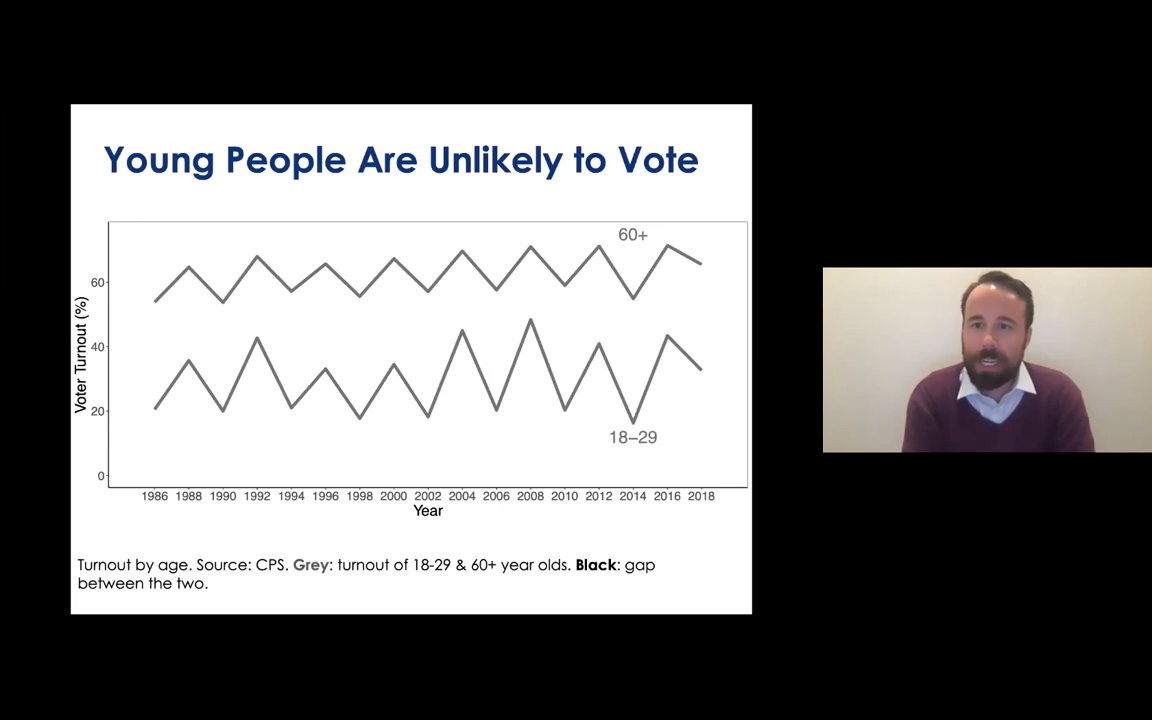 Young People Are Unlikely to Vote
60+
60
40
20
0
Voter Turnout (%)
18–29
1986 1988 1990 1992 1994 1996 1998 2000 2002 2004 2006 2008 2010 2012 2014 2016 2018
Year
Turnout by age. Source: CPS. Grey: turnout of 18-29 & 60+ year olds. Black: gap
between the two.